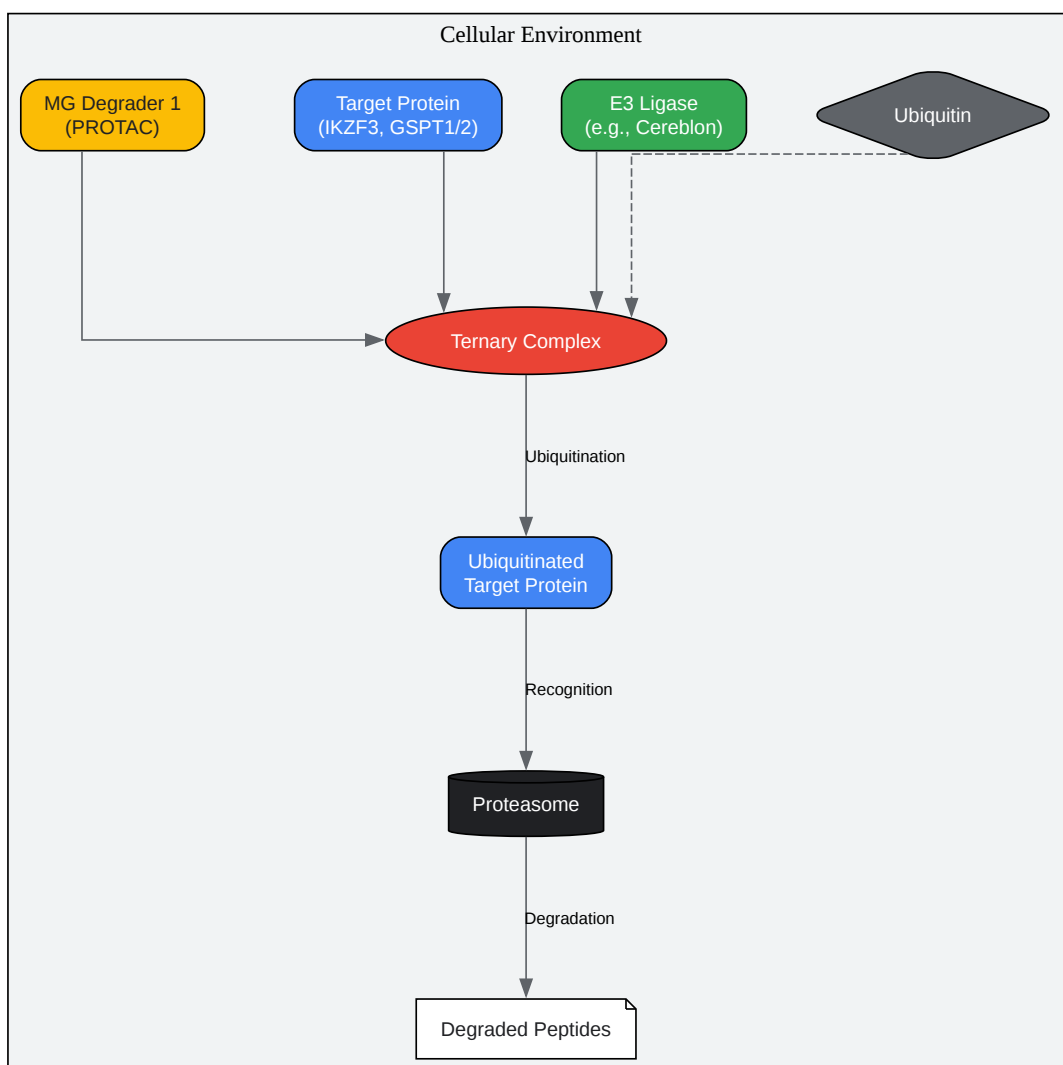 Cellular Environment
MG Degrader 1
(PROTAC)
Target Protein
(IKZF3, GSPT1/2)
E3 Ligase
(e.g., Cereblon)
Ubiquitin
Ternary Complex
Ubiquitination
Ubiquitinated
Target Protein
Recognition
Proteasome
Degradation
Degraded Peptides